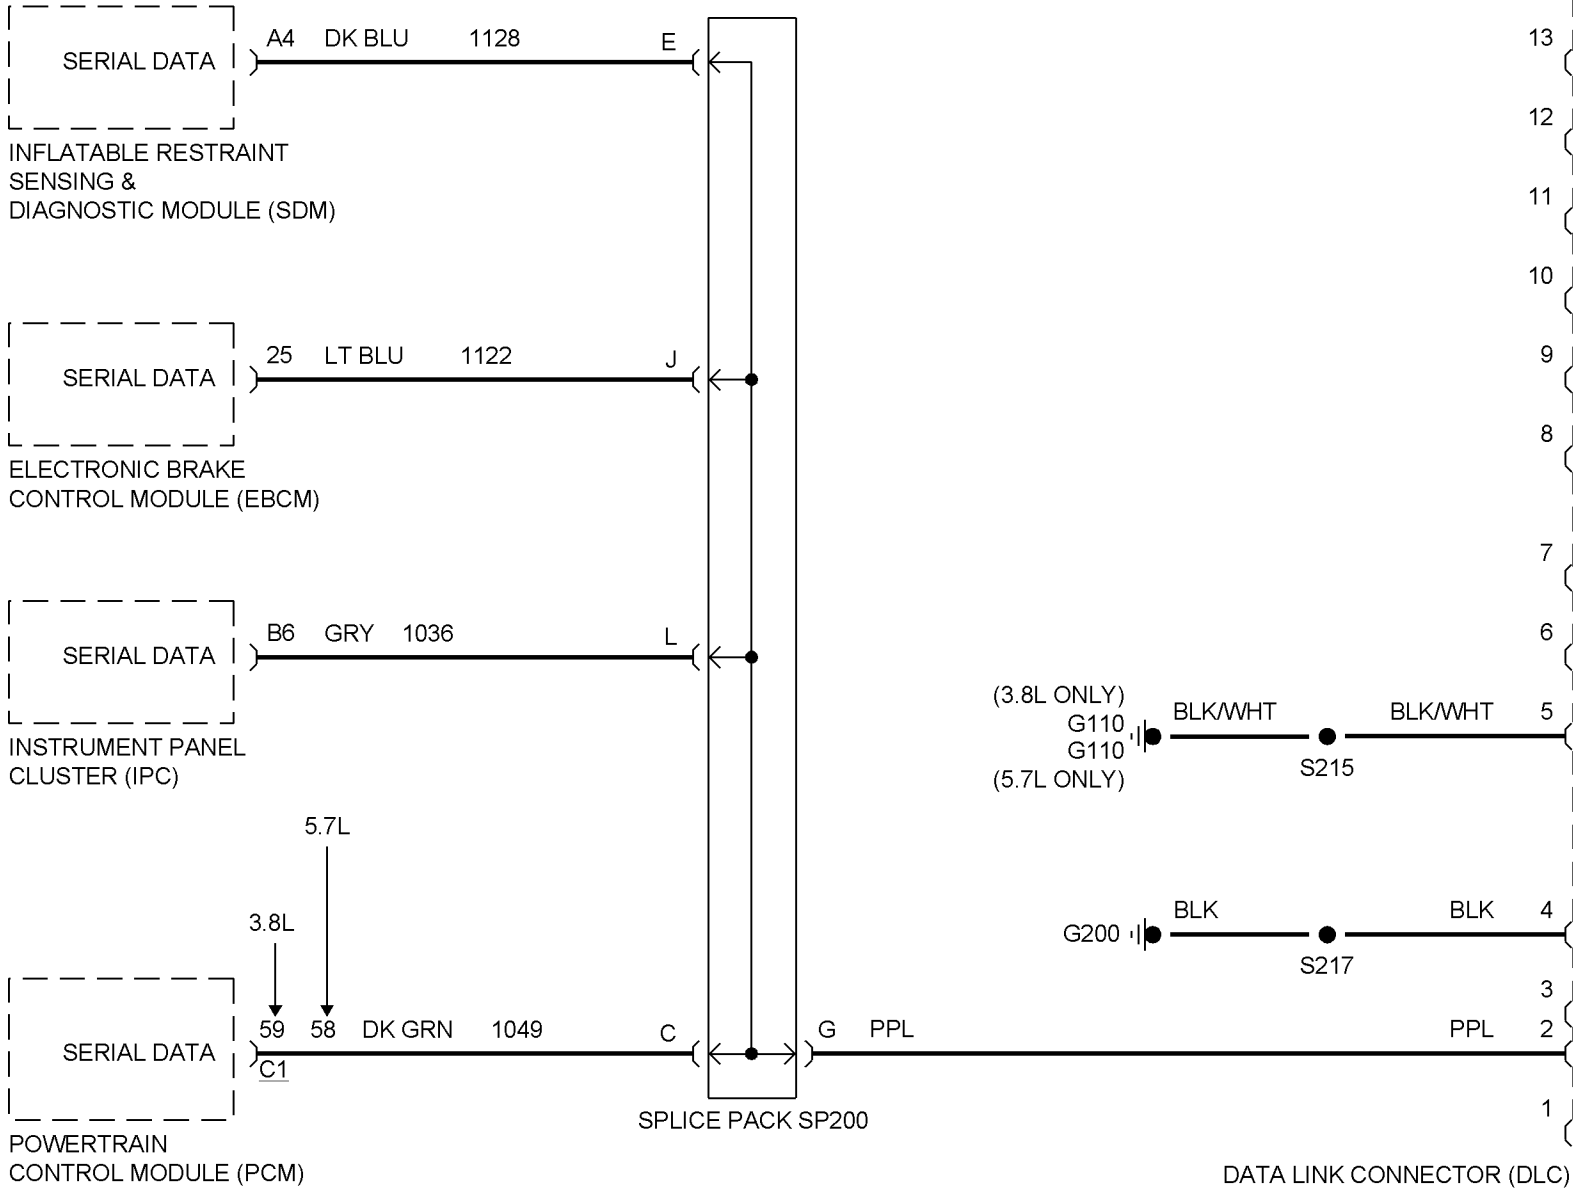 A4 DK BLU 1128 E
SERIAL DATA
INFLATABLE RESTRAINT
SENSING &
DIAGNOSTIC MODULE (SDM)
25 LT BLU 1122 J
SERIAL DATA
ELECTRONIC BRAKE
CONTROL MODULE (EBCM)
B6 GRY 1036 L
SERIAL DATA
INSTRUMENT PANEL
CLUSTER (IPC)
5.7L
3.8L
59 58 DK GRN 1049 C
SERIAL DATA
C1
POWERTRAIN
CONTROL MODULE (PCM)
SPLICE PACK SP200
G PPL PPL 2
13
12
11
10
9
8
7
6
(3.8L ONLY)
G110
G110
(5.7L ONLY)
BLK/WHT BLK/WHT 5
S215
BLK BLK 4
G200
S217
3
1
DATA LINK CONNECTOR (DLC)